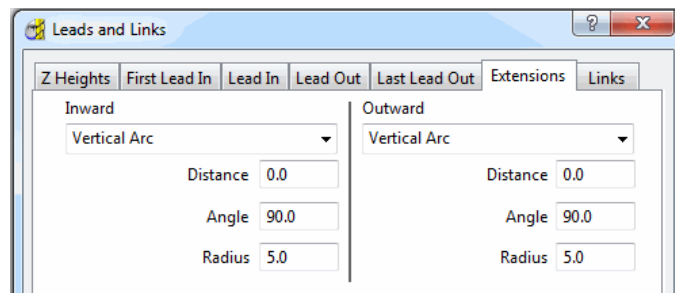 Leads and Links
Z Heights First Lead In Lead In Lead Out Last Lead Out Extensions Links
Inward Outward
Vertical Arc Vertical Arc
Distance 0.0 Distance 0.0
Angle 90.0 Angle 90.0
Radius 5.0 Radius 5.0